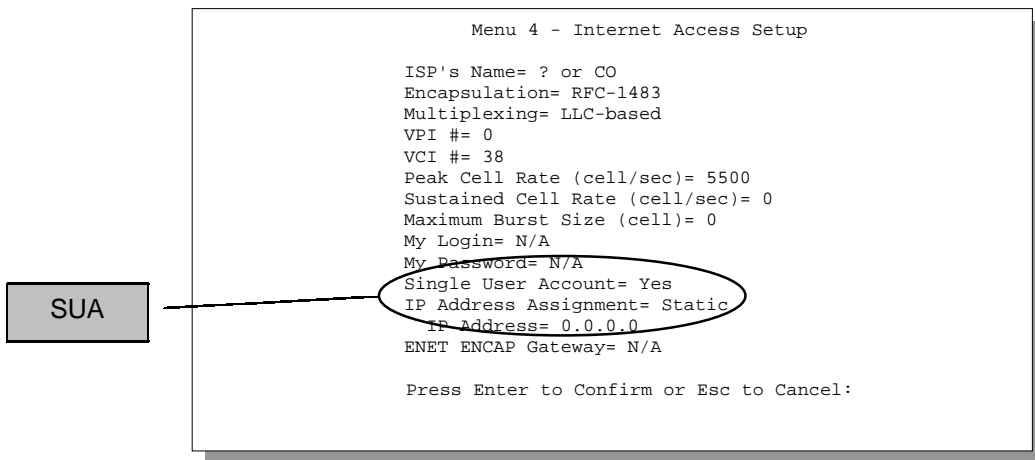 Menu 4 - Internet Access Setup
ISP's Name= ? or CO
Encapsulation= RFC-1483
Multiplexing= LLC-based
VPI #= 0
VCI #= 38
Peak Cell Rate (cell/sec)= 5500
Sustained Cell Rate (cell/sec)= 0
Maximum Burst Size (cell)= 0
My Login= N/A
My Password= N/A
Single User Account= Yes
IP Address Assignment= Static
IP Address= 0.0.0.0
ENET ENCAP Gateway= N/A
Press Enter to Confirm or Esc to Cancel:
SUA